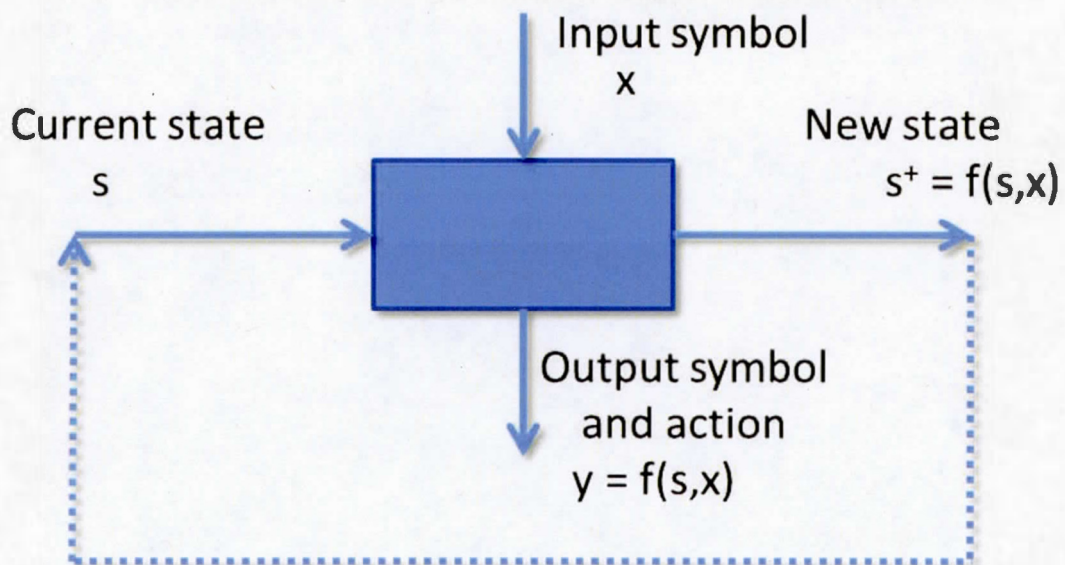 Input symbol
x
Current state
s
New state
s⁺ = f(s,x)
Output symbol
and action
y = f(s,x)